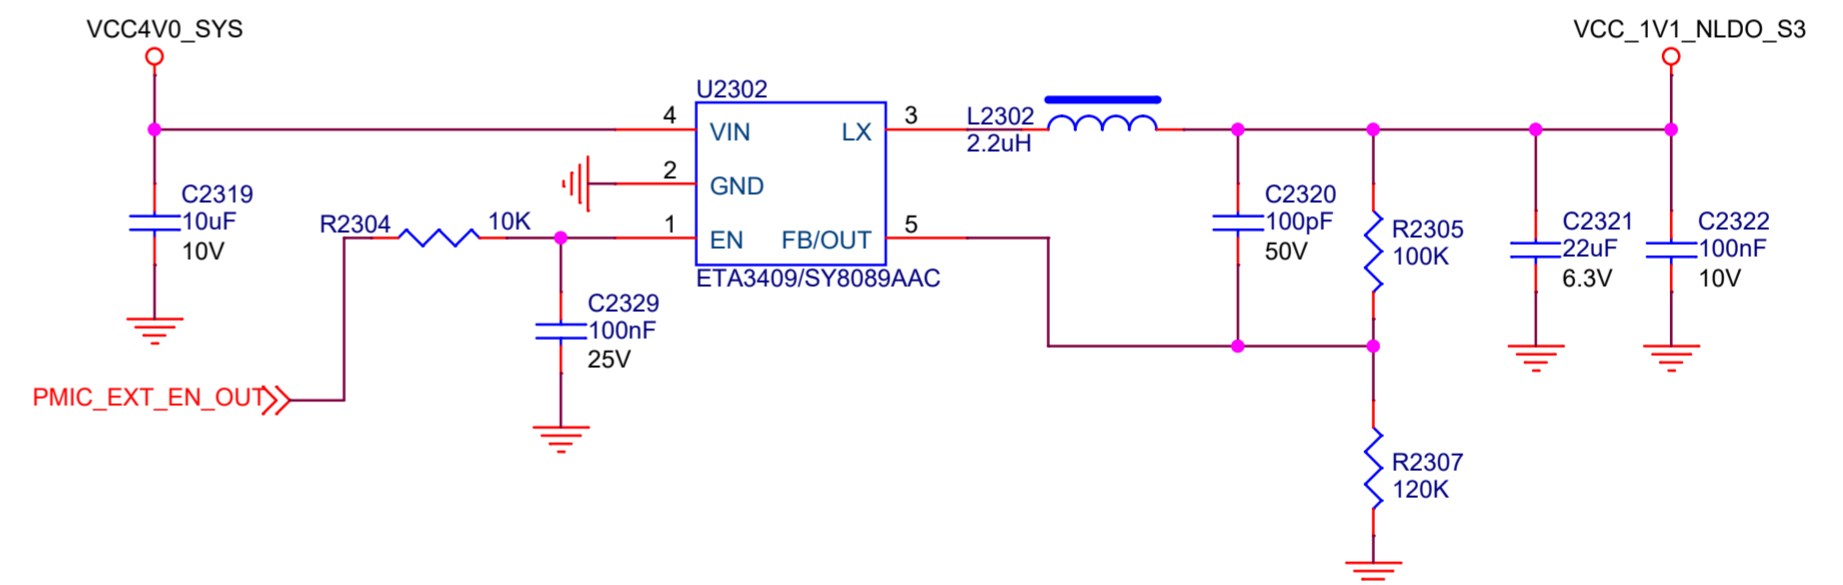 VCC4V0_SYS
VCC_1V1_NLDO_S3
U2302
4
VIN
LX
3
L2302
2.2uH
2
GND
1
EN
FB/OUT
5
ETA3409/SY8089AAC
C2319
10uF
10V
R2304
10K
C2329
100nF
25V
PMIC_EXT_EN_OUT
C2320
100pF
50V
R2305
100K
C2321
22uF
6.3V
C2322
100nF
10V
R2307
120K